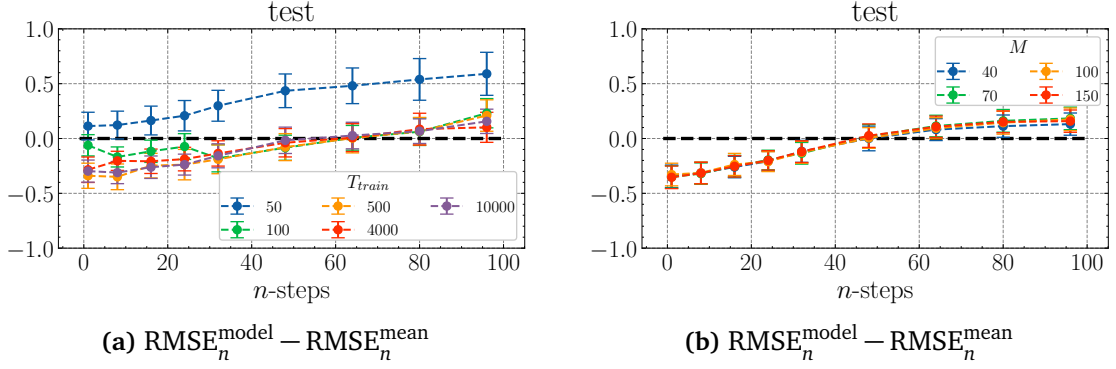 test
1.0
0.5
0.0
−0.5
−1.0
0 20 40 60 80 100
n-steps
T_train
50 500 10000
100 4000
(a) RMSE_n^model − RMSE_n^mean
test
1.0
0.5
0.0
−0.5
−1.0
0 20 40 60 80 100
n-steps
M
40 100
70 150
(b) RMSE_n^model − RMSE_n^mean